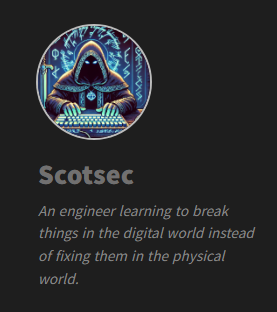 Scotsec
An engineer learning to break
things in the digital world instead
of fixing them in the physical
world.